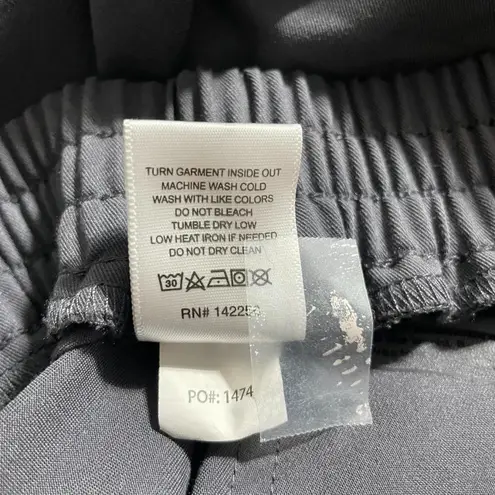 TURN GARMENT INSIDE OUT
MACHINE WASH COLD
WASH WITH LIKE COLORS
DO NOT BLEACH
TUMBLE DRY LOW
LOW HEAT IRON IF NEEDED
DO NOT DRY CLEAN
30
RN#
PO#: 1474